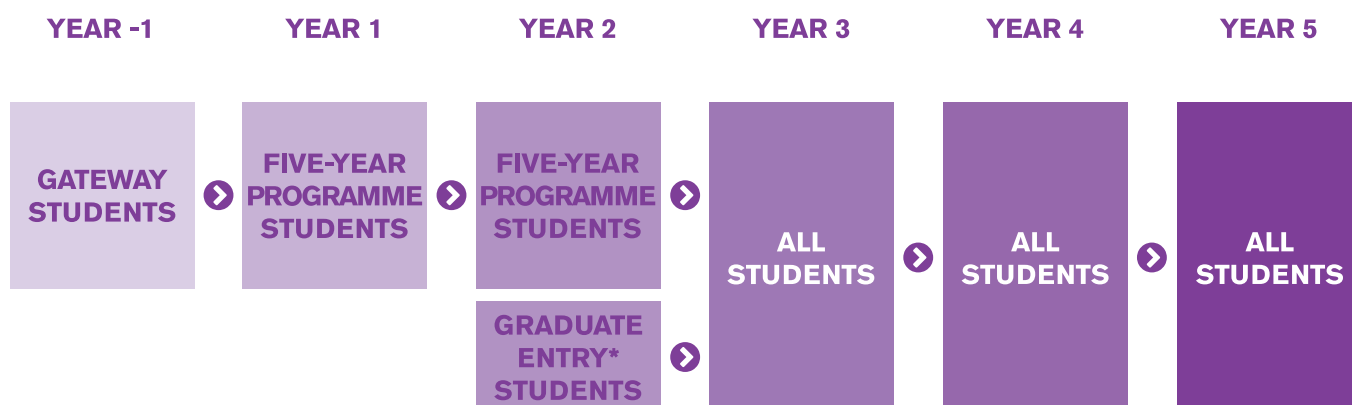 YEAR -1
YEAR 1
YEAR 2
YEAR 3
YEAR 4
YEAR 5
GATEWAY
STUDENTS
FIVE-YEAR
PROGRAMME
STUDENTS
FIVE-YEAR
PROGRAMME
STUDENTS
GRADUATE
ENTRY*
STUDENTS
ALL
STUDENTS
ALL
STUDENTS
ALL
STUDENTS